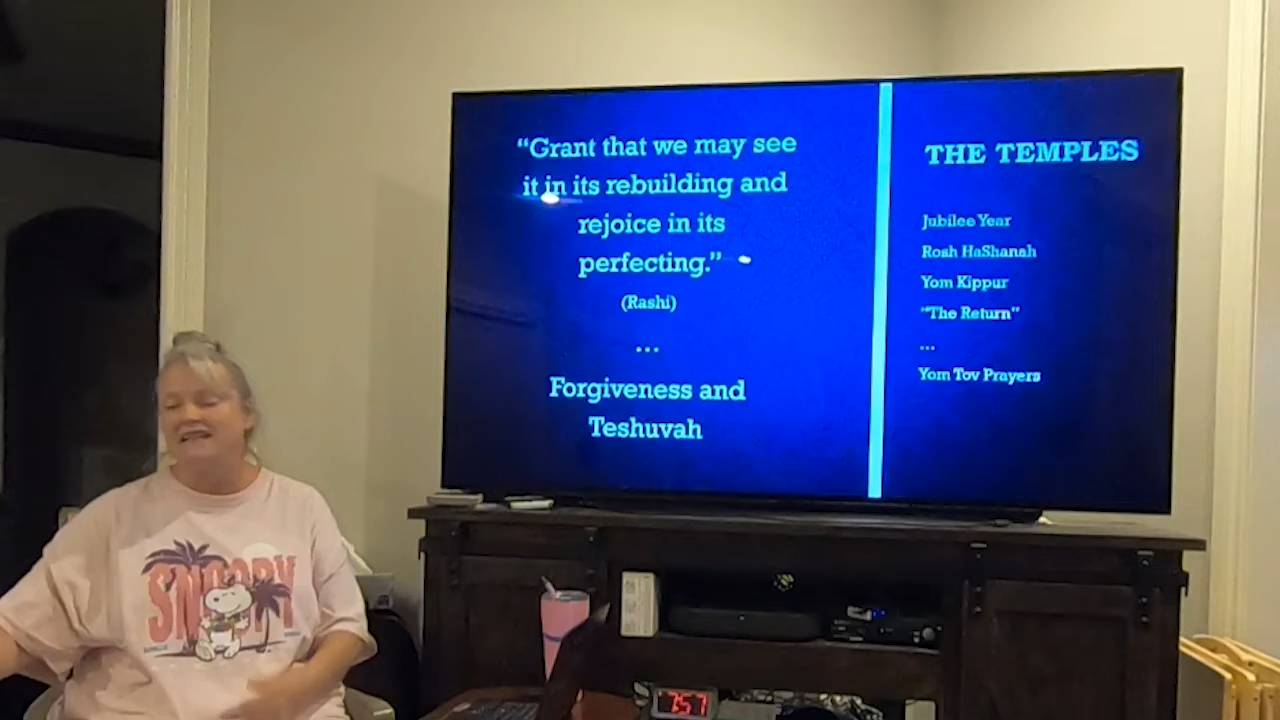 “Grant that we may see
it in its rebuilding and
rejoice in its
perfecting.”
(Rashi)
...
Forgiveness and
Teshuvah
THE TEMPLES
Jubilee Year
Rosh HaShanah
Yom Kippur
“The Return”
...
Yom Tov Prayers
SNOOPY
7:57